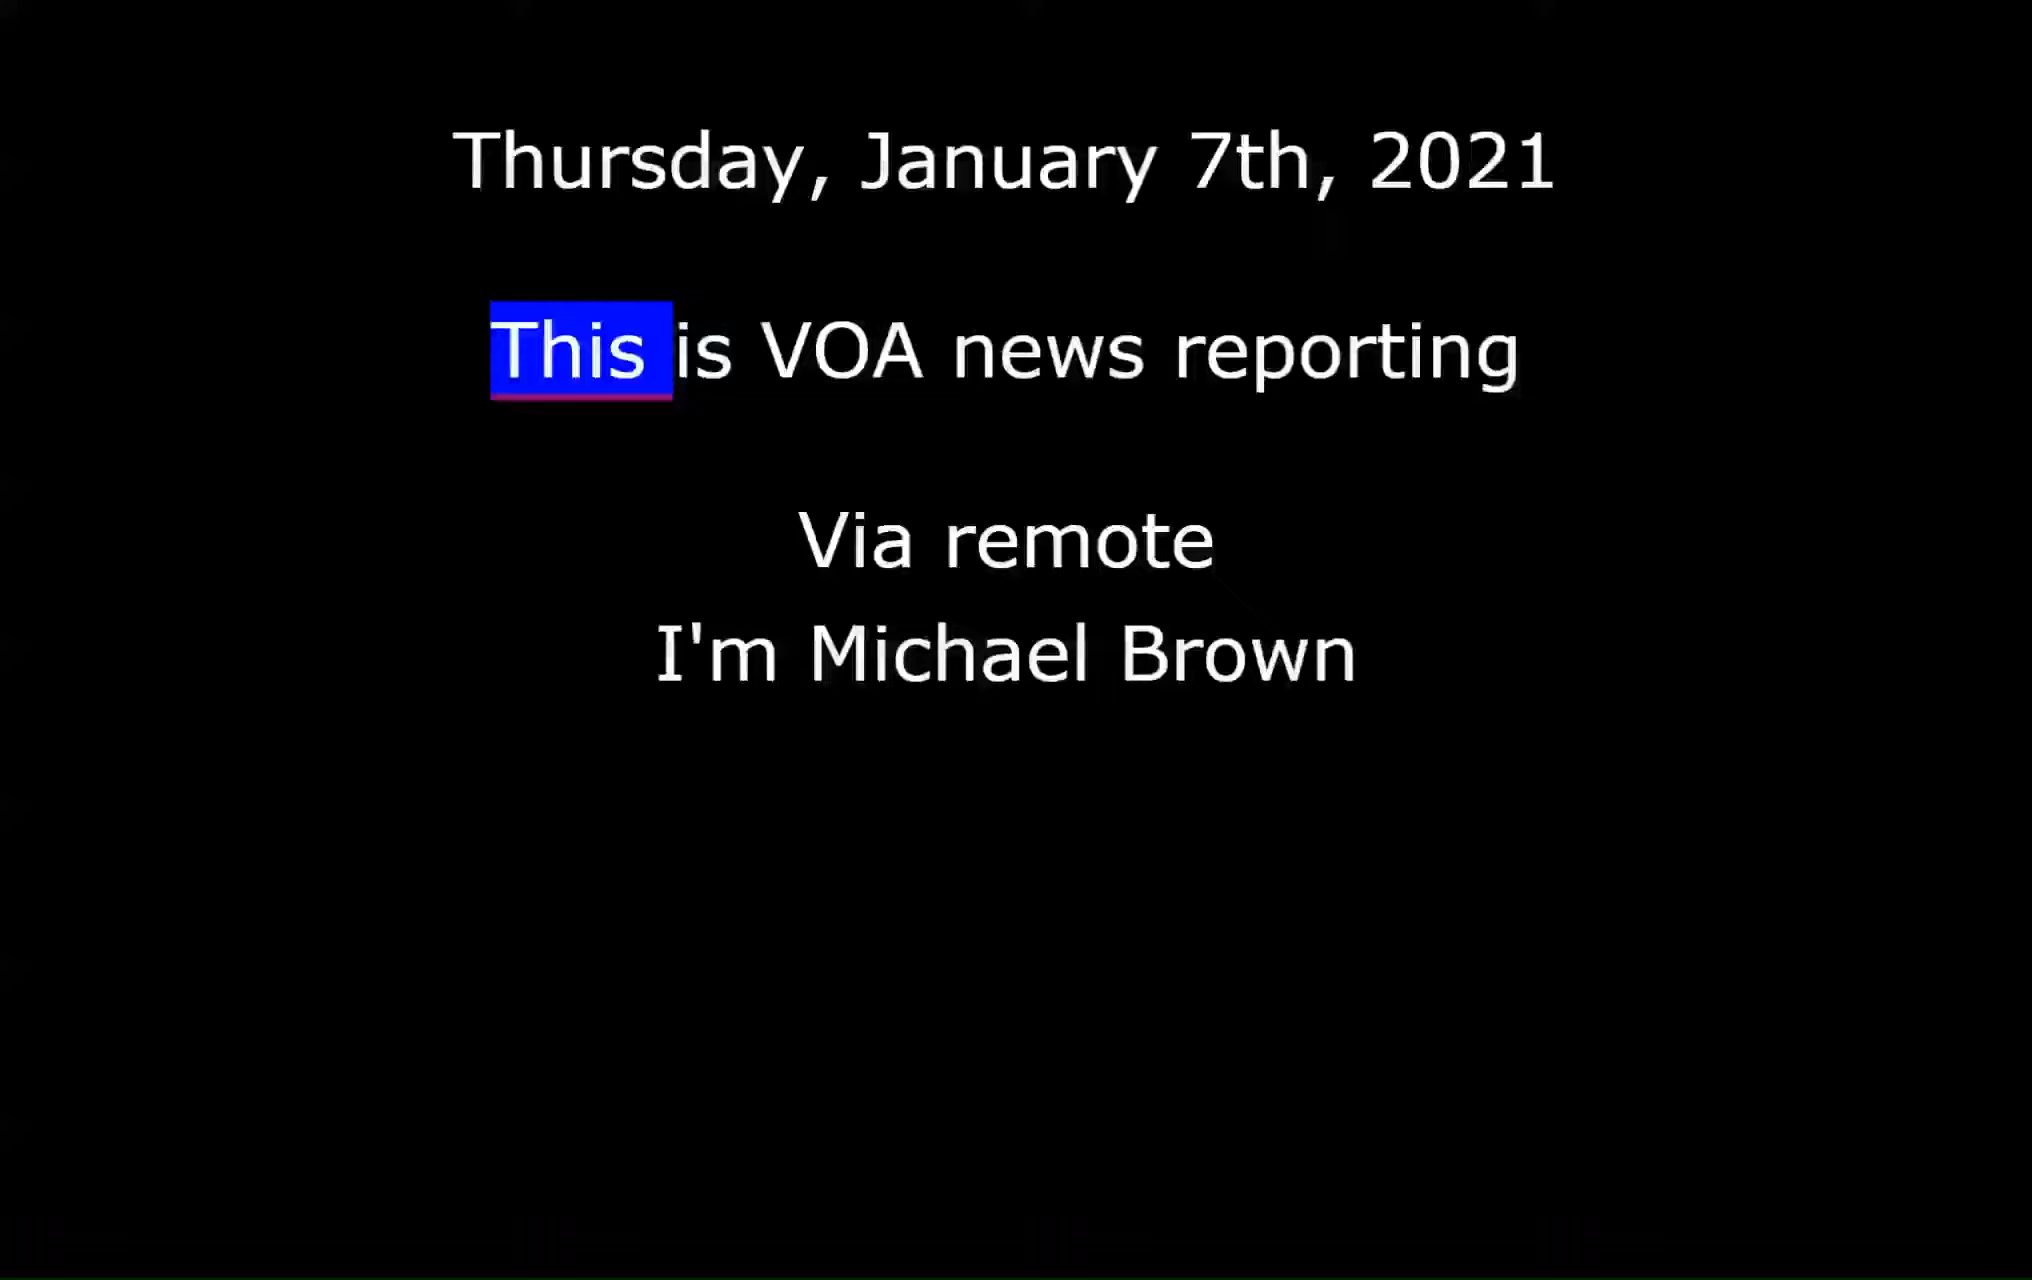 Thursday, January 7th, 2021
This is VOA news reporting
Via remote
I'm Michael Brown